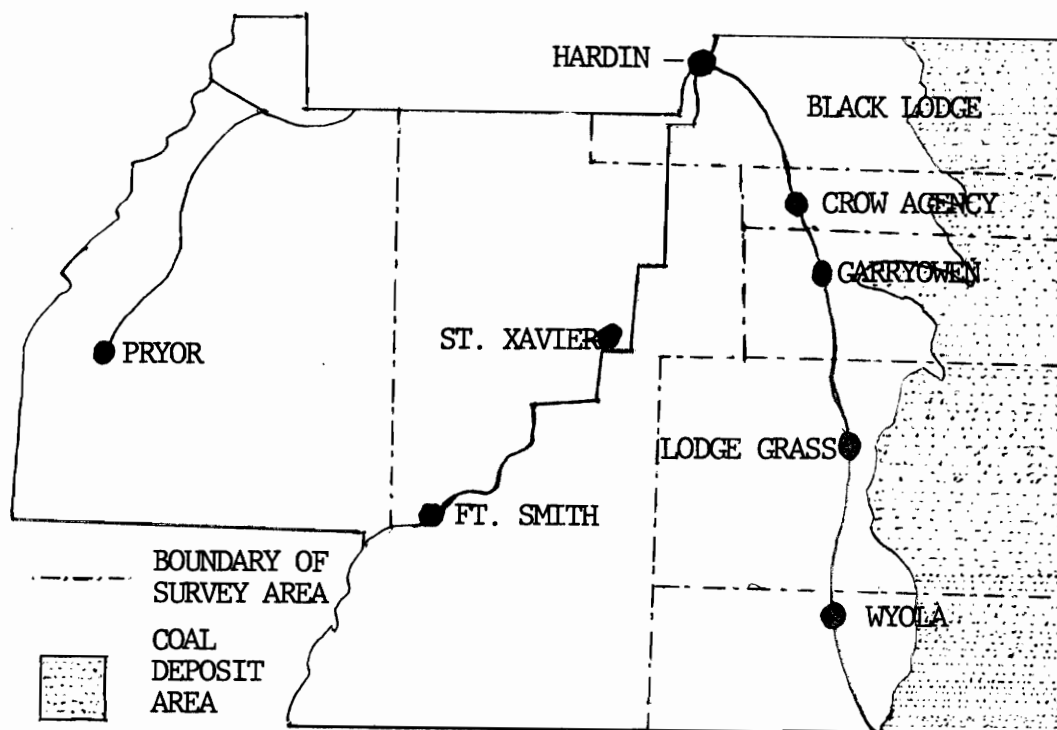 HARDIN
BLACK LODGE
CROW AGENCY
GARRYOWEN
ST. XAVIER
PRYOR
LODGE GRASS
FT. SMITH
BOUNDARY OF
SURVEY AREA
WYOLA
COAL
DEPOSIT
AREA